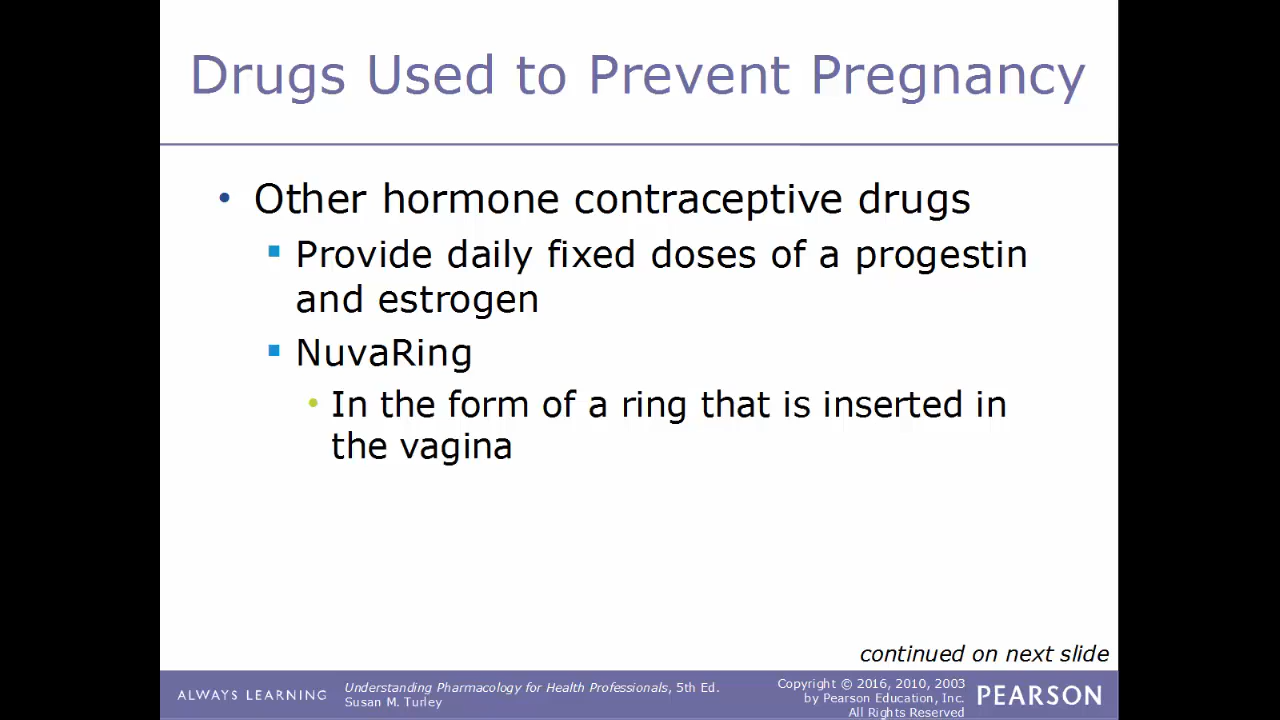 Drugs Used to Prevent Pregnancy
• Other hormone contraceptive drugs
▪ Provide daily fixed doses of a progestin
and estrogen
▪ NuvaRing
• In the form of a ring that is inserted in
the vagina
continued on next slide
ALWAYS LEARNING
Understanding Pharmacology for Health Professionals, 5th Ed.
Susan M. Turley
Copyright © 2016, 2010, 2003
by Pearson Education, Inc.
All Rights Reserved
PEARSON